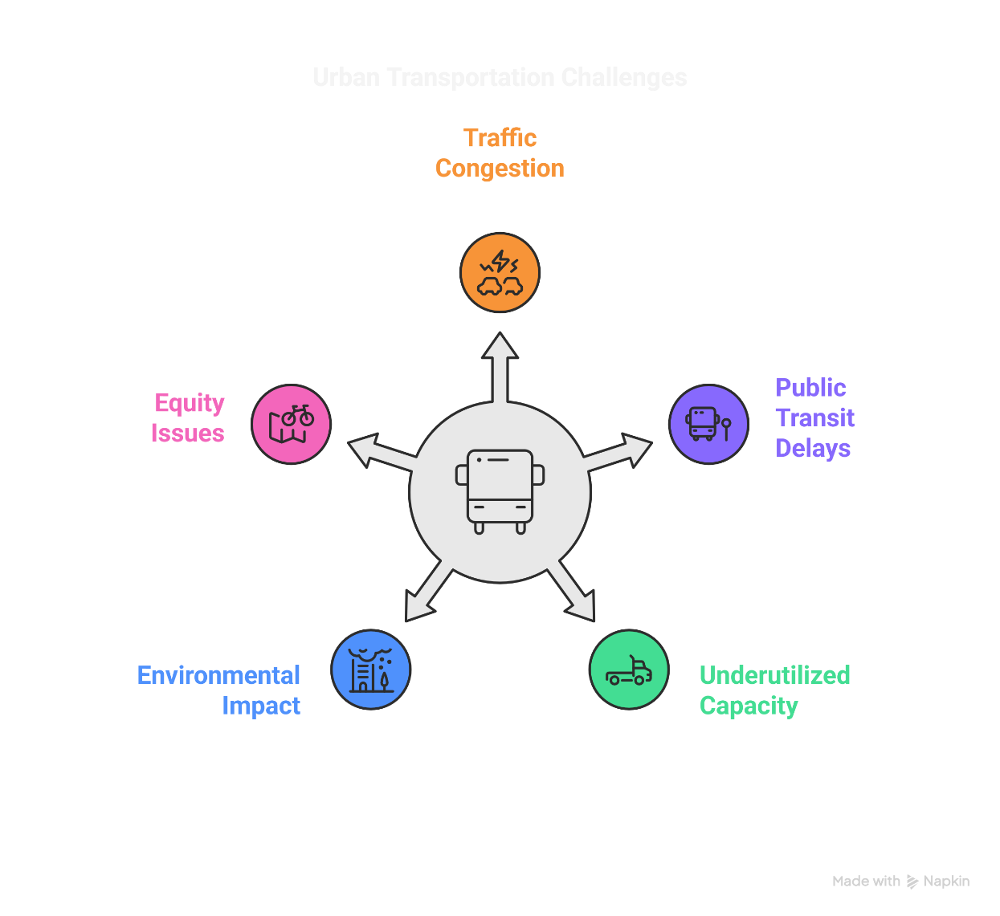 Urban Transportation Challenges
Traffic
Congestion
Equity
Issues
Public
Transit
Delays
Environmental
Impact
Underutilized
Capacity
Made with Napkin